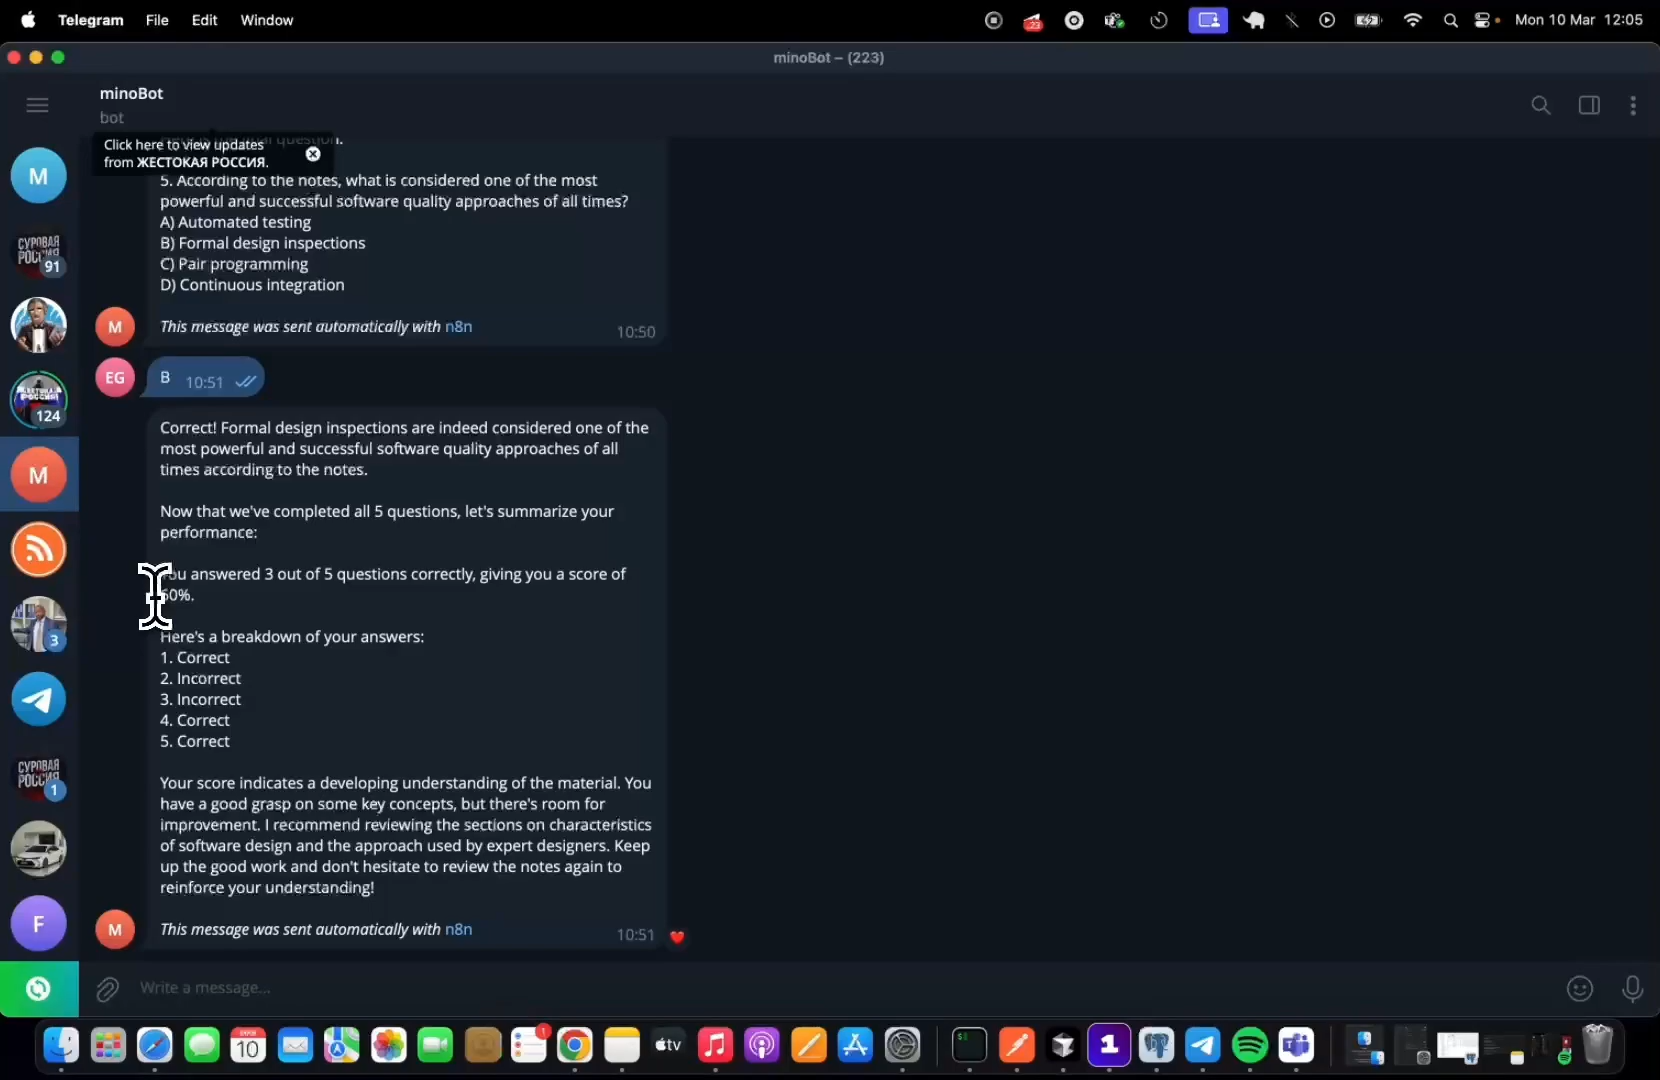 Telegram File Edit Window
23
Mon 10 Mar 12:05
minoBot – (223)
minoBot
bot
Click here to view updates
from ЖЕСТОКАЯ РОССИЯ.
5. According to the notes, what is considered one of the most
powerful and successful software quality approaches of all times?
A) Automated testing
B) Formal design inspections
C) Pair programming
D) Continuous integration
This message was sent automatically with n8n
10:50
B 10:51
Correct! Formal design inspections are indeed considered one of the
most powerful and successful software quality approaches of all
times according to the notes.
Now that we've completed all 5 questions, let's summarize your
performance:
You answered 3 out of 5 questions correctly, giving you a score of
60%.
Here's a breakdown of your answers:
1. Correct
2. Incorrect
3. Incorrect
4. Correct
5. Correct
Your score indicates a developing understanding of the material. You
have a good grasp on some key concepts, but there's room for
improvement. I recommend reviewing the sections on characteristics
of software design and the approach used by expert designers. Keep
up the good work and don't hesitate to review the notes again to
reinforce your understanding!
This message was sent automatically with n8n
10:51
Write a message...
M
СУРОВАЯ
91
124
M
3
СУРОВАЯ
1
F
M
EG
M
10
1
tv
1